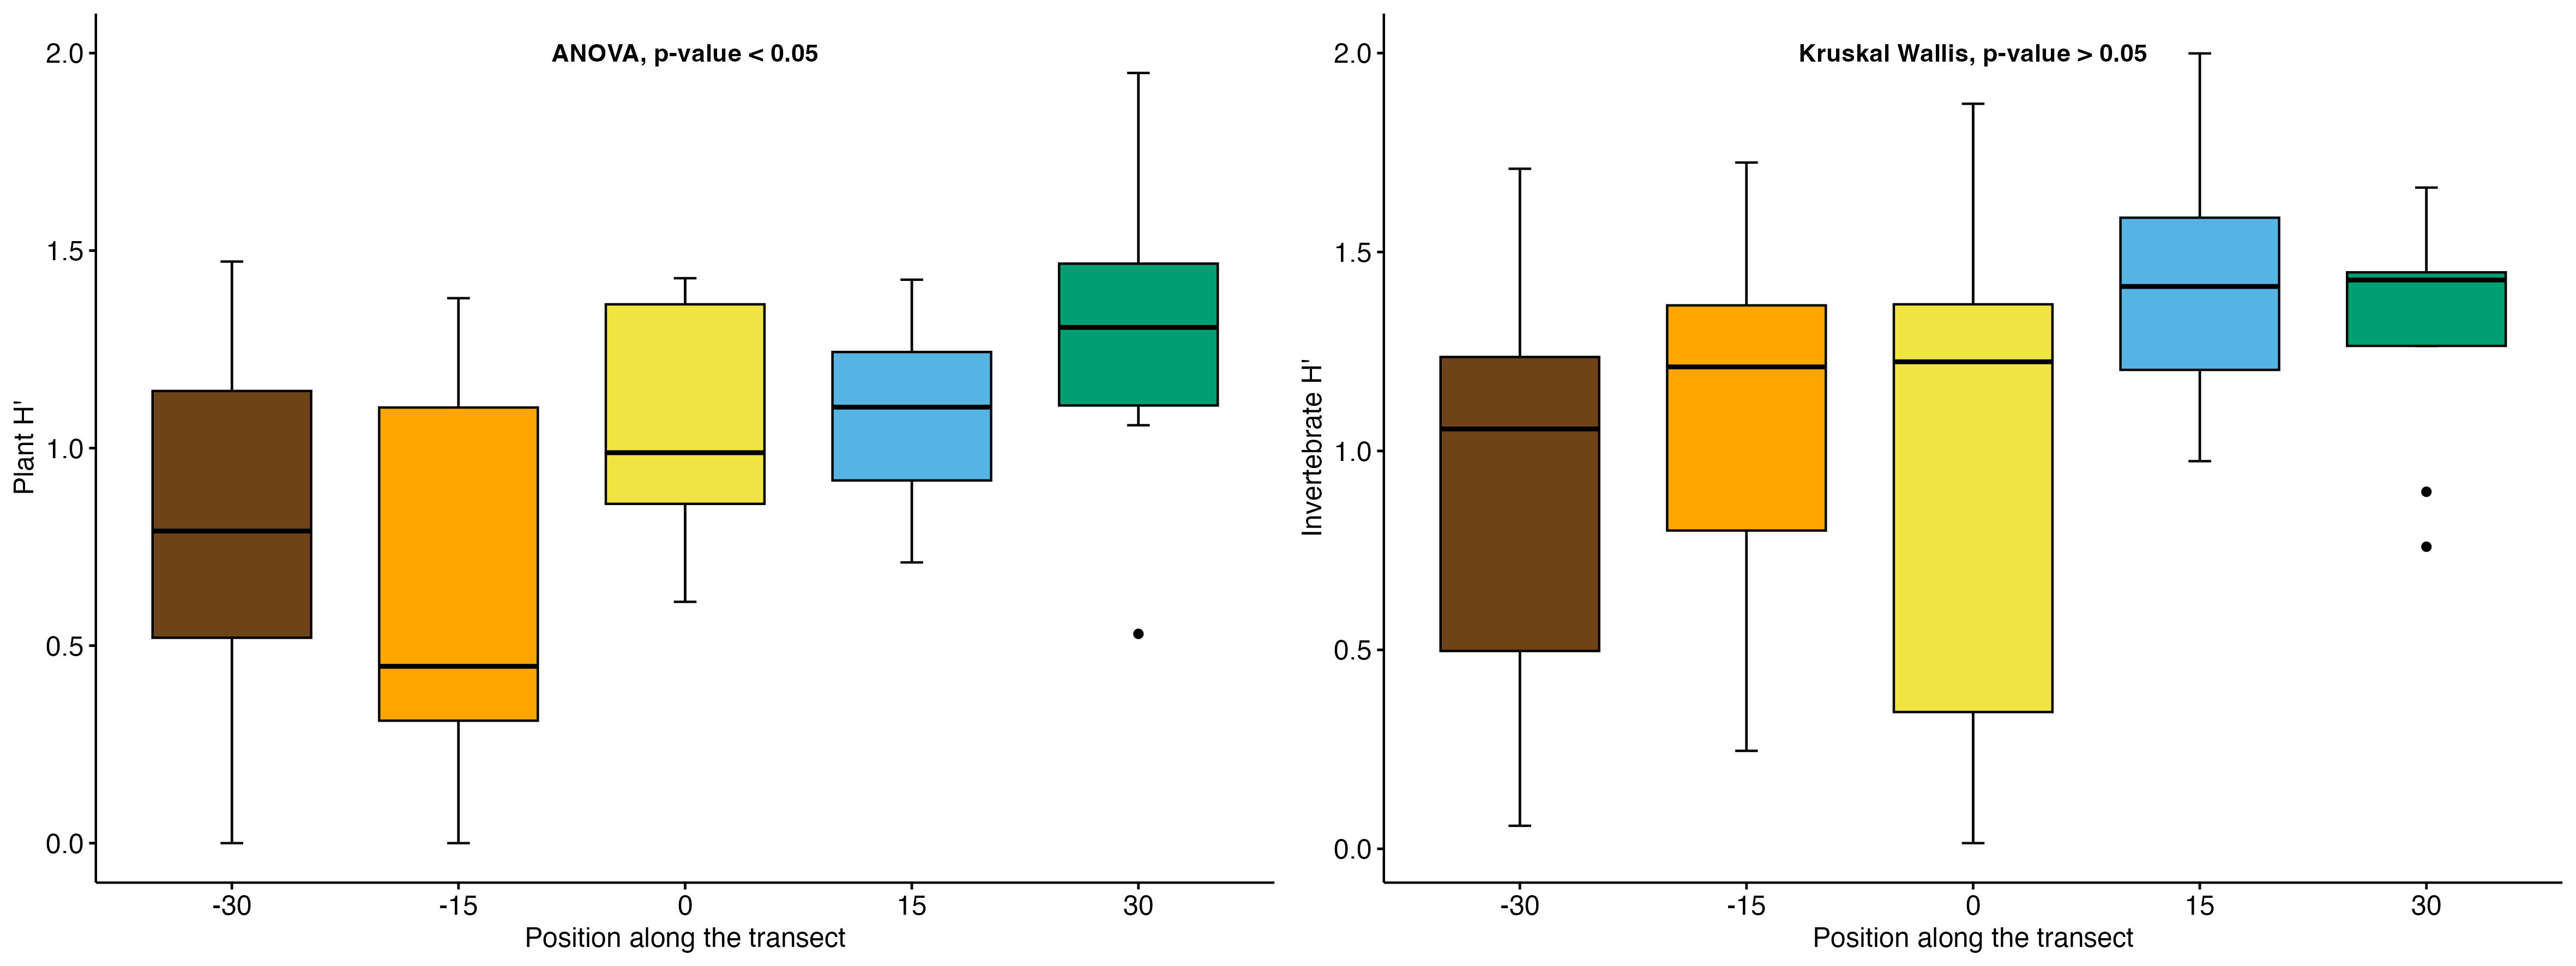 ANOVA, p-value < 0.05
Plant H'
2.0
1.5
1.0
0.5
0.0
-30 -15 0 15 30
Position along the transect
Kruskal Wallis, p-value > 0.05
Invertebrate H'
2.0
1.5
1.0
0.5
0.0
-30 -15 0 15 30
Position along the transect